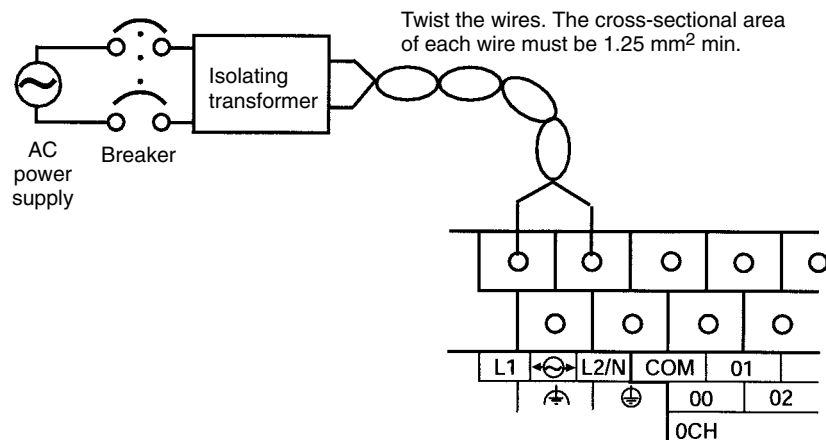 Twist the wires. The cross-sectional area
of each wire must be 1.25 mm² min.
Isolating
transformer
AC
power
supply
Breaker
L1 L2/N COM 01
00 02
0CH